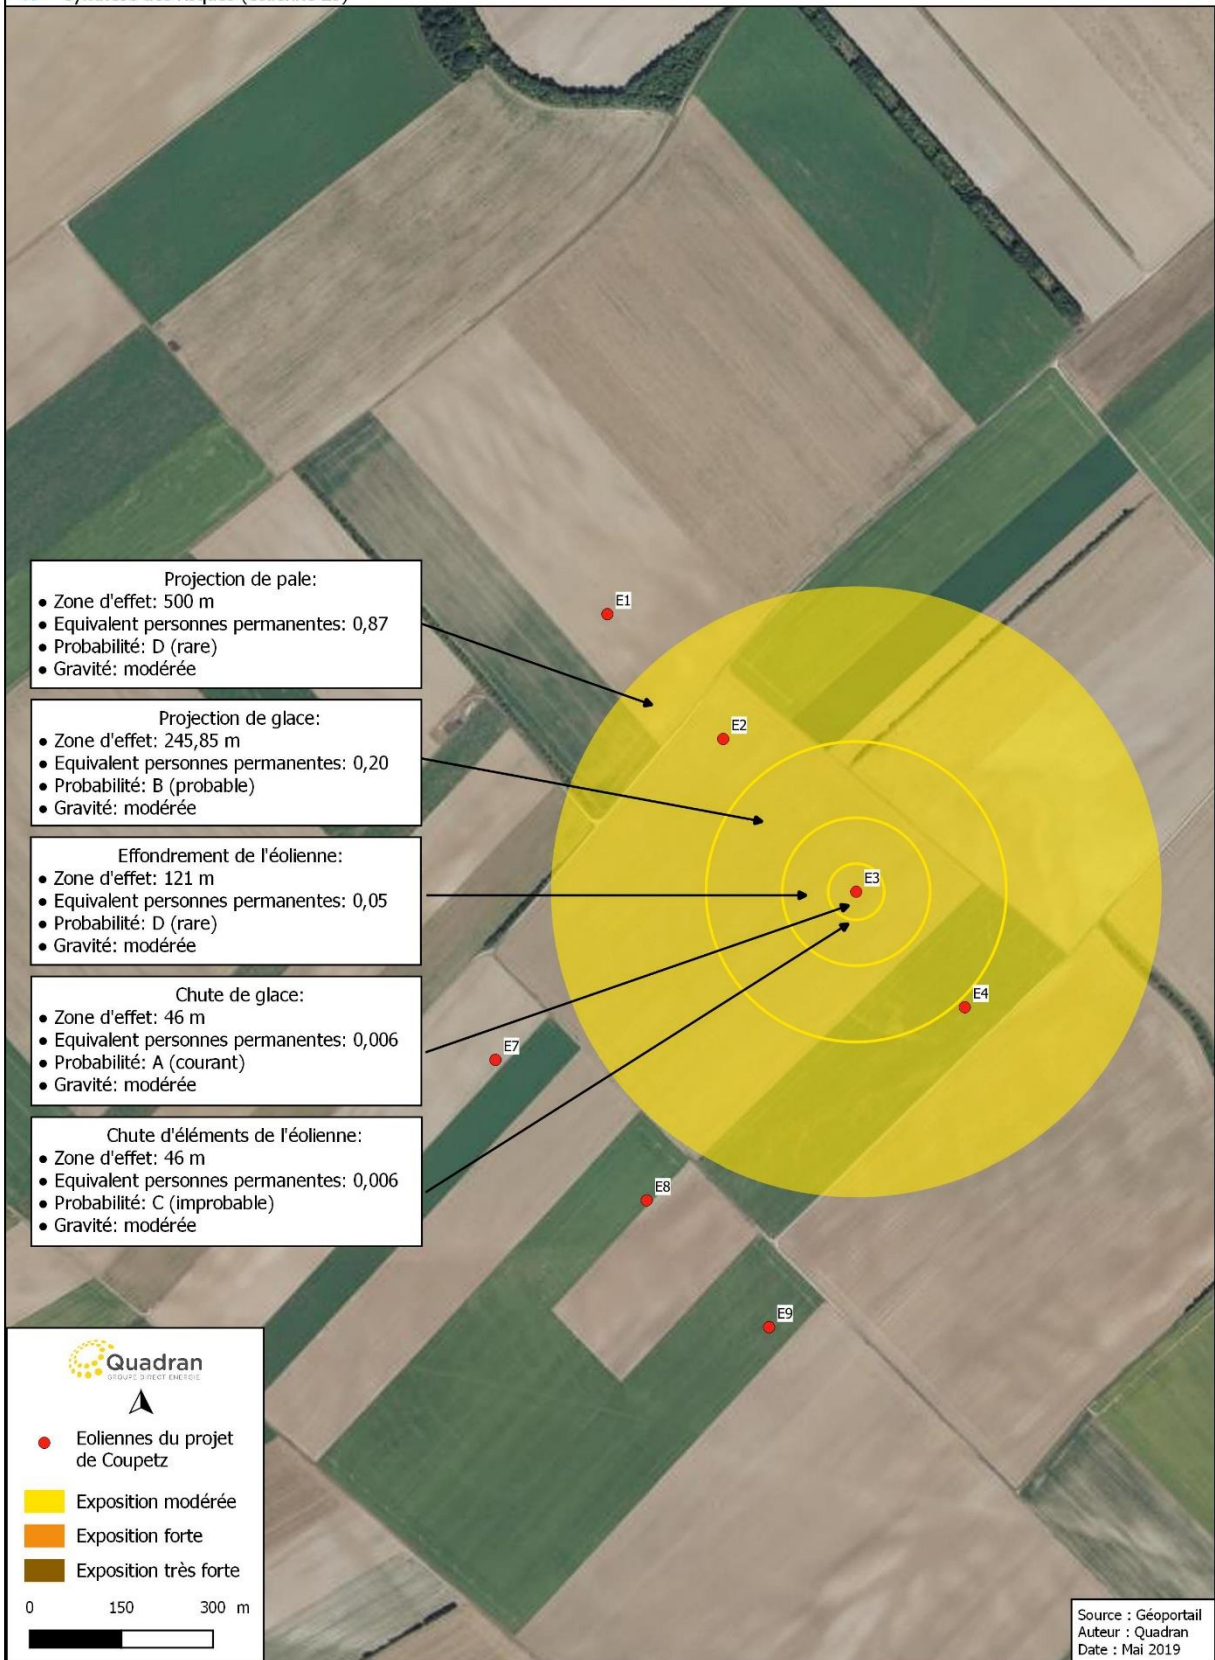 Projection de pale:
• Zone d'effet: 500 m
• Equivalent personnes permanentes: 0,87
• Probabilité: D (rare)
• Gravité: modérée
Projection de glace:
• Zone d'effet: 245,85 m
• Equivalent personnes permanentes: 0,20
• Probabilité: B (probable)
• Gravité: modérée
Effondrement de l'éolienne:
• Zone d'effet: 121 m
• Equivalent personnes permanentes: 0,05
• Probabilité: D (rare)
• Gravité: modérée
Chute de glace:
• Zone d'effet: 46 m
• Equivalent personnes permanentes: 0,006
• Probabilité: A (courant)
• Gravité: modérée
Chute d'éléments de l'éolienne:
• Zone d'effet: 46 m
• Equivalent personnes permanentes: 0,006
• Probabilité: C (improbable)
• Gravité: modérée
E1
E2
E3
E4
E7
E8
E9
Quadran
GROUPE DIRECT ENERGIE
Eoliennes du projet
de Coupetz
Exposition modérée
Exposition forte
Exposition très forte
0 150 300 m
Source : Géoportail
Auteur : Quadran
Date : Mai 2019